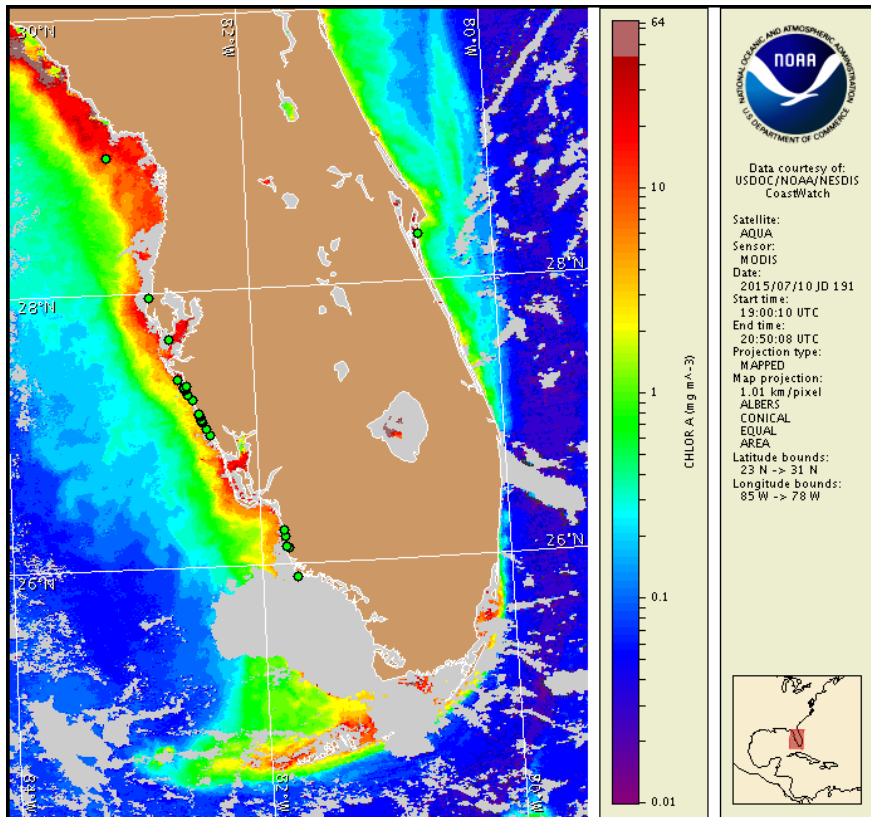 30°N
82°W
80°W
28°N
28°N
26°N
26°N
84°W
82°W
80°W
64
10
1
0.1
0.01
CHLOR A (mg m^-3)
NATIONAL OCEANIC AND ATMOSPHERIC ADMINISTRATION
NOAA
U.S. DEPARTMENT OF COMMERCE
Data courtesy of:
USDOC/NOAA/NESDIS
CoastWatch
Satellite:
AQUA
Sensor:
MODIS
Date:
2015/07/10 JD 191
Start time:
19:00:10 UTC
End time:
20:50:08 UTC
Projection type:
MAPPED
Map projection:
1.01 km/pixel
ALBERS
CONICAL
EQUAL
AREA
Latitude bounds:
23 N -> 31 N
Longitude bounds:
85 W -> 78 W